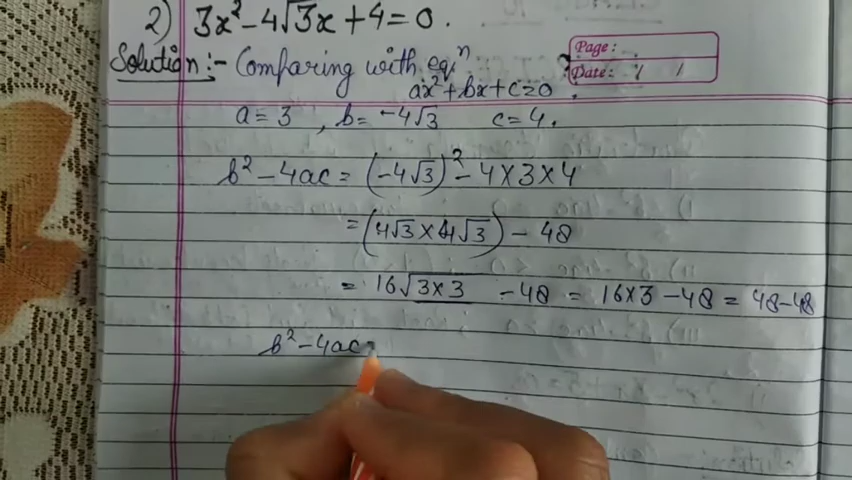 2) 3x² - 4√3x + 4 = 0.
Solution:- Comparing with eqⁿ
Page:
ax² + bx + c = 0
Date: / /
a = 3 , b = -4√3 c = 4.
b² - 4ac = (-4√3)² - 4×3×4
= (4√3 × 4√3) - 48
= 16√3×3 - 48 = 16×3 - 48 = 48-48
b² - 4ac =